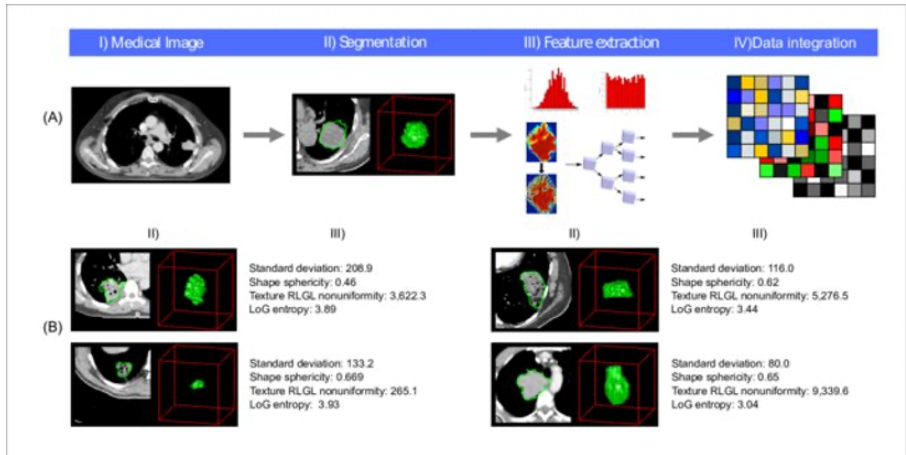 I) Medical Image
II) Segmentation
III) Feature extraction
IV)Data integration
(A)
II)
III)
II)
III)
(B)
Standard deviation: 208.9
Shape sphericity: 0.46
Texture RLGL nonuniformity: 3,622.3
LoG entropy: 3.89
Standard deviation: 116.0
Shape sphericity: 0.62
Texture RLGL nonuniformity: 5,276.5
LoG entropy: 3.44
Standard deviation: 133.2
Shape sphericity: 0.669
Texture RLGL nonuniformity: 265.1
LoG entropy: 3.93
Standard deviation: 80.0
Shape sphericity: 0.65
Texture RLGL nonuniformity: 9,339.6
LoG entropy: 3.04